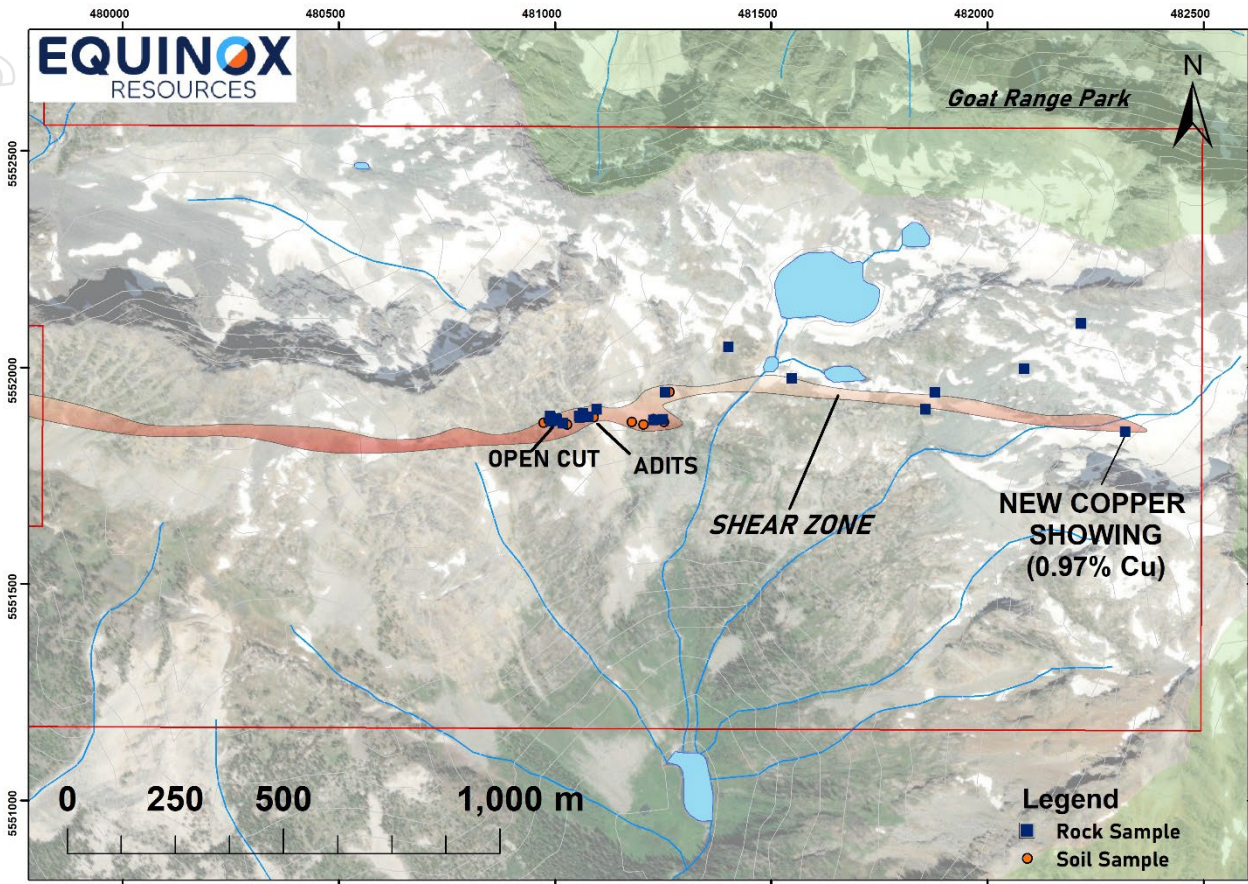 480000 480500 481000 481500 482000 482500
EQUINOX
RESOURCES
N
Goat Range Park
5552500
5552000
5551500
5551000
OPEN CUT
ADITS
SHEAR ZONE
NEW COPPER
SHOWING
(0.97% Cu)
0 250 500 1,000 m
Legend
Rock Sample
Soil Sample